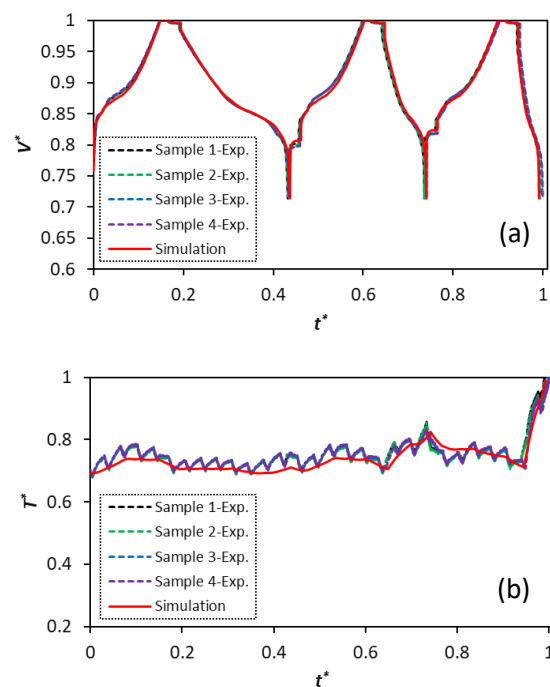 1
0.95
0.9
0.85
V*
0.8
0.75
0.7
0.65
0.6
Sample 1-Exp.
Sample 2-Exp.
Sample 3-Exp.
Sample 4-Exp.
Simulation
(a)
0 0.2 0.4 0.6 0.8 1
t*
1
0.8
T*
0.6
0.4
0.2
Sample 1-Exp.
Sample 2-Exp.
Sample 3-Exp.
Sample 4-Exp.
Simulation
(b)
0 0.2 0.4 0.6 0.8 1
t*